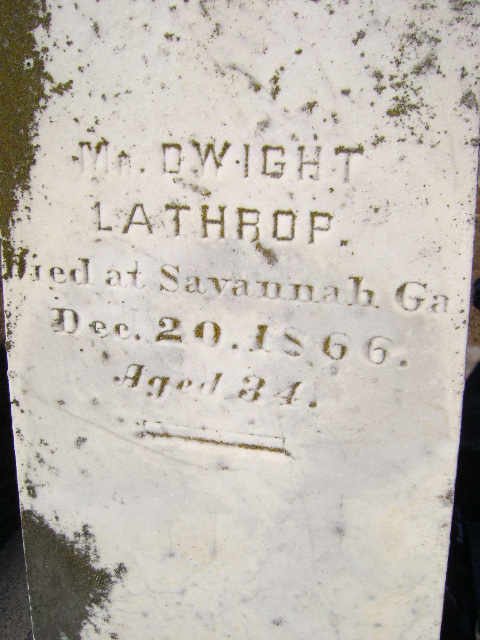 Mr. DWIGHT
LATHROP.
Died at Savannah Ga
Dec. 20. 1866.
Aged 34.